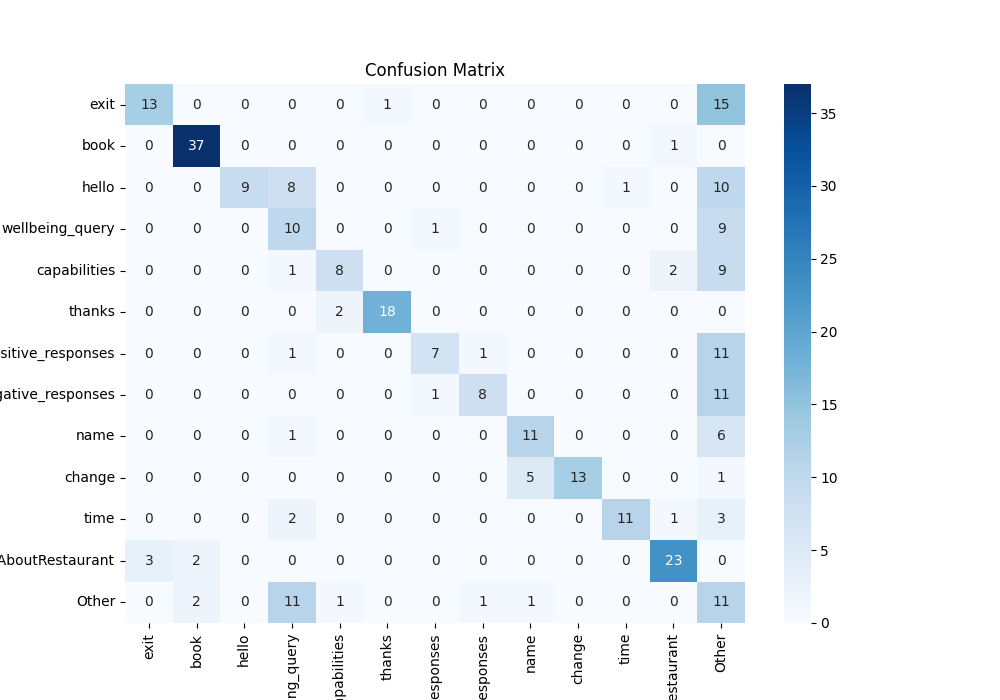 Confusion Matrix
exit 13 0 0 0 0 1 0 0 0 0 0 0 15
book 0 37 0 0 0 0 0 0 0 0 0 1 0
hello 0 0 9 8 0 0 0 0 0 0 1 0 10
wellbeing_query 0 0 0 10 0 0 1 0 0 0 0 0 9
capabilities 0 0 0 1 8 0 0 0 0 0 0 2 9
thanks 0 0 0 0 2 18 0 0 0 0 0 0 0
sitive_responses 0 0 0 1 0 0 7 1 0 0 0 0 11
gative_responses 0 0 0 0 0 0 1 8 0 0 0 0 11
name 0 0 0 1 0 0 0 0 11 0 0 0 6
change 0 0 0 0 0 0 0 0 5 13 0 0 1
time 0 0 0 2 0 0 0 0 0 0 11 1 3
AboutRestaurant 3 2 0 0 0 0 0 0 0 0 0 23 0
Other 0 2 0 11 1 0 0 1 1 0 0 0 11
exit book hello ng_query pabilities thanks esponses esponses name change time estaurant Other
35
30
25
20
15
10
5
0